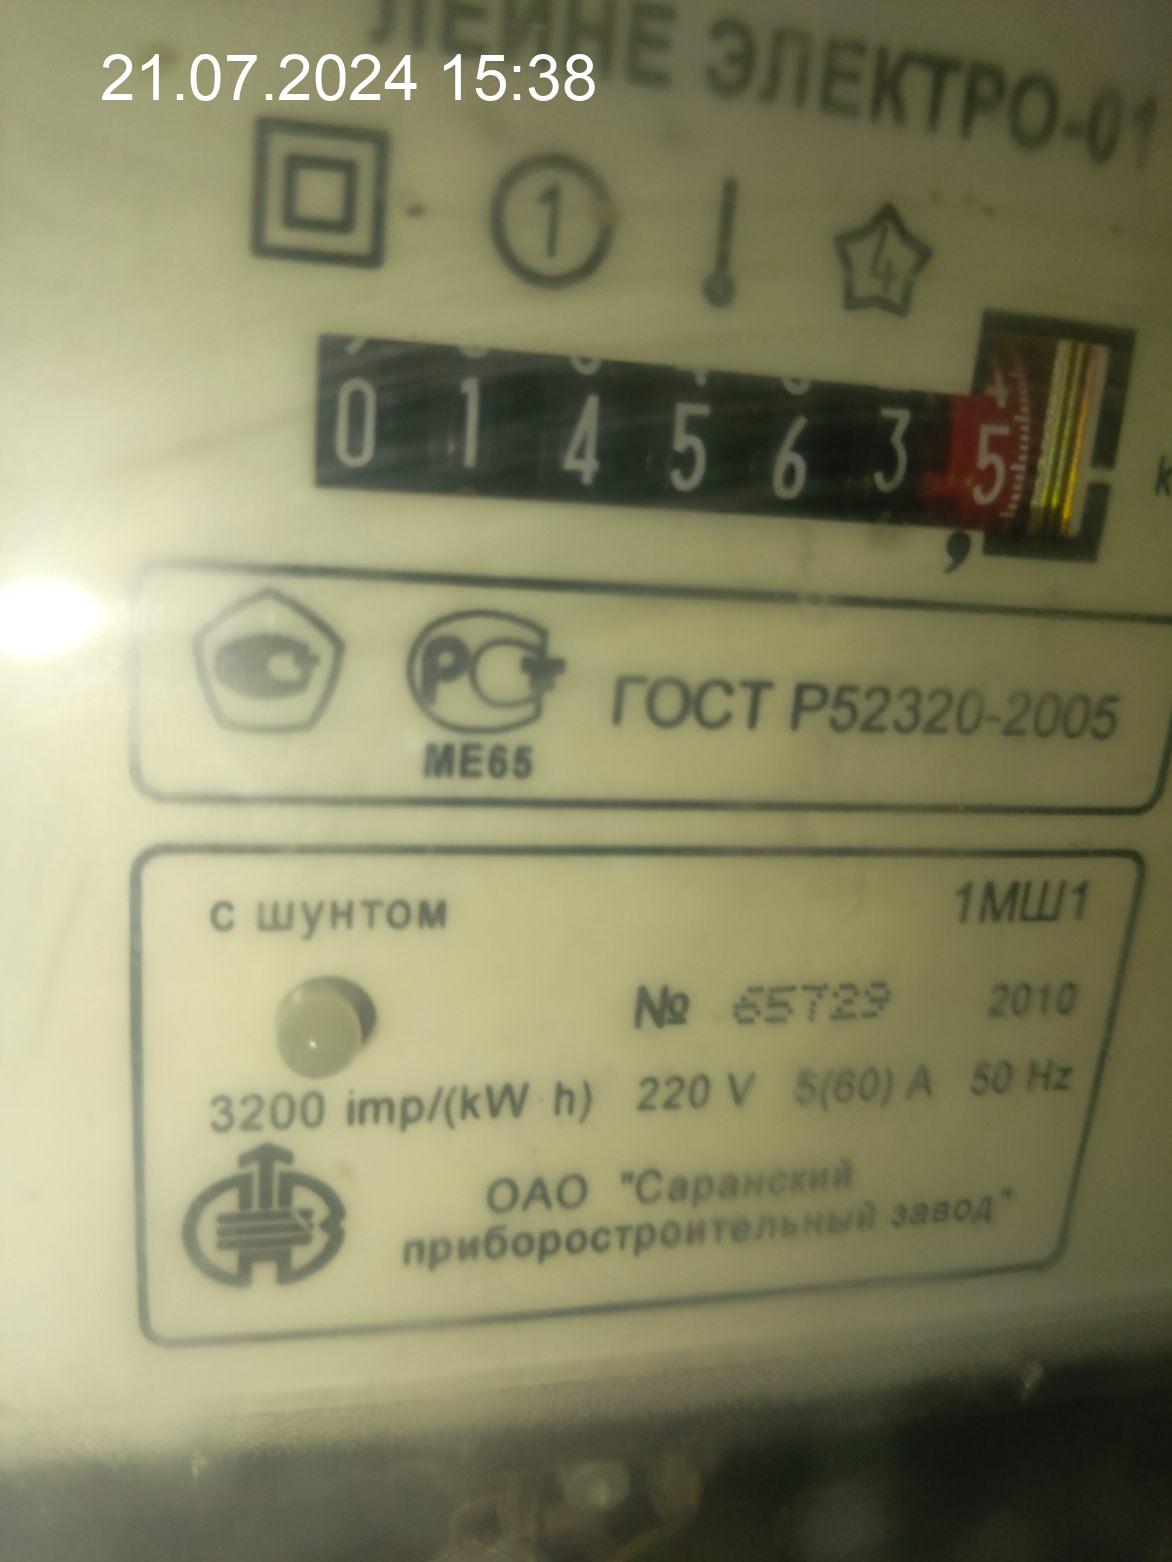 21.07.2024 15:38
ЛЕЙНЕ ЭЛЕКТРО-01
1
4
0 1 4 5 6 3 , 5
РСТ
ME65
ГОСТ Р52320-2005
С ШУНТОМ
1МШ1
№ 65729 2010
3200 imp/(kW h) 220 V 5(60) A 50 Hz
ОАО "Саранский
приборостроительный завод"